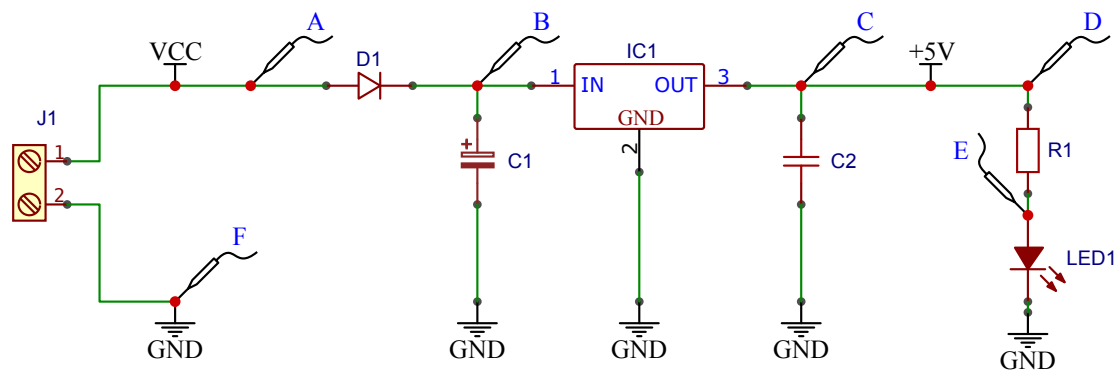 A
B
C
D
VCC
D1
IC1
+5V
1
IN
OUT
3
GND
2
J1
1
2
+
C1
C2
E
R1
F
LED1
GND
GND
GND
GND
GND